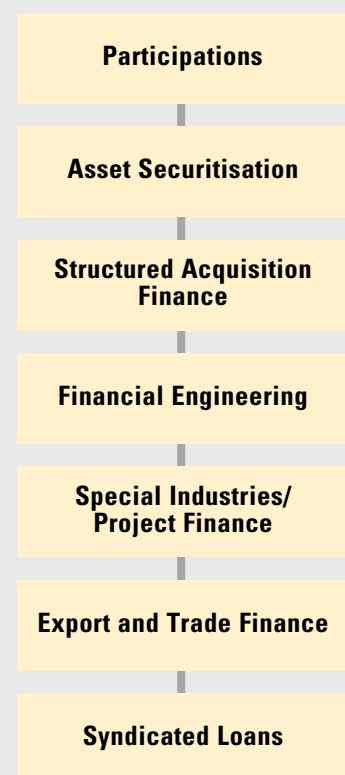 Participations
Asset Securitisation
Structured Acquisition
Finance
Financial Engineering
Special Industries/
Project Finance
Export and Trade Finance
Syndicated Loans